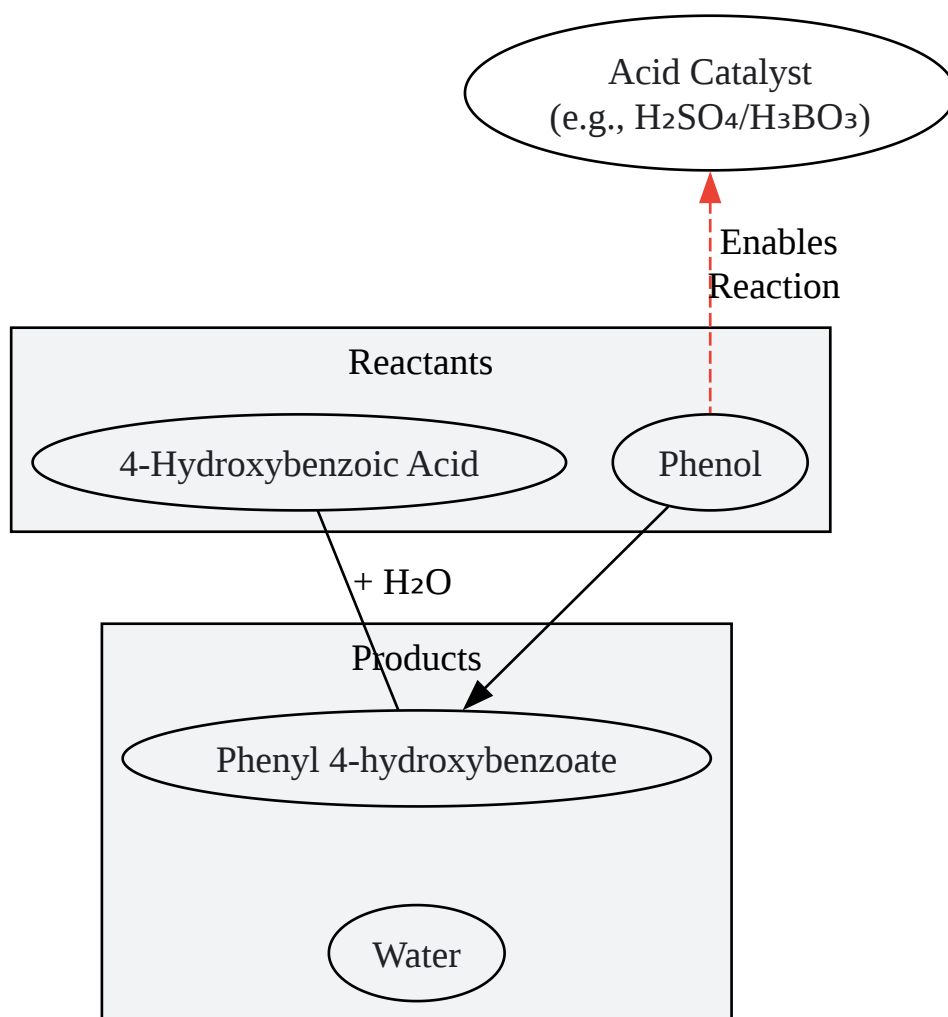 Acid Catalyst
(e.g., H₂SO₄/H₃BO₃)
Enables
Reaction
Reactants
4-Hydroxybenzoic Acid
Phenol
+ H₂O
Products
Phenyl 4-hydroxybenzoate
Water